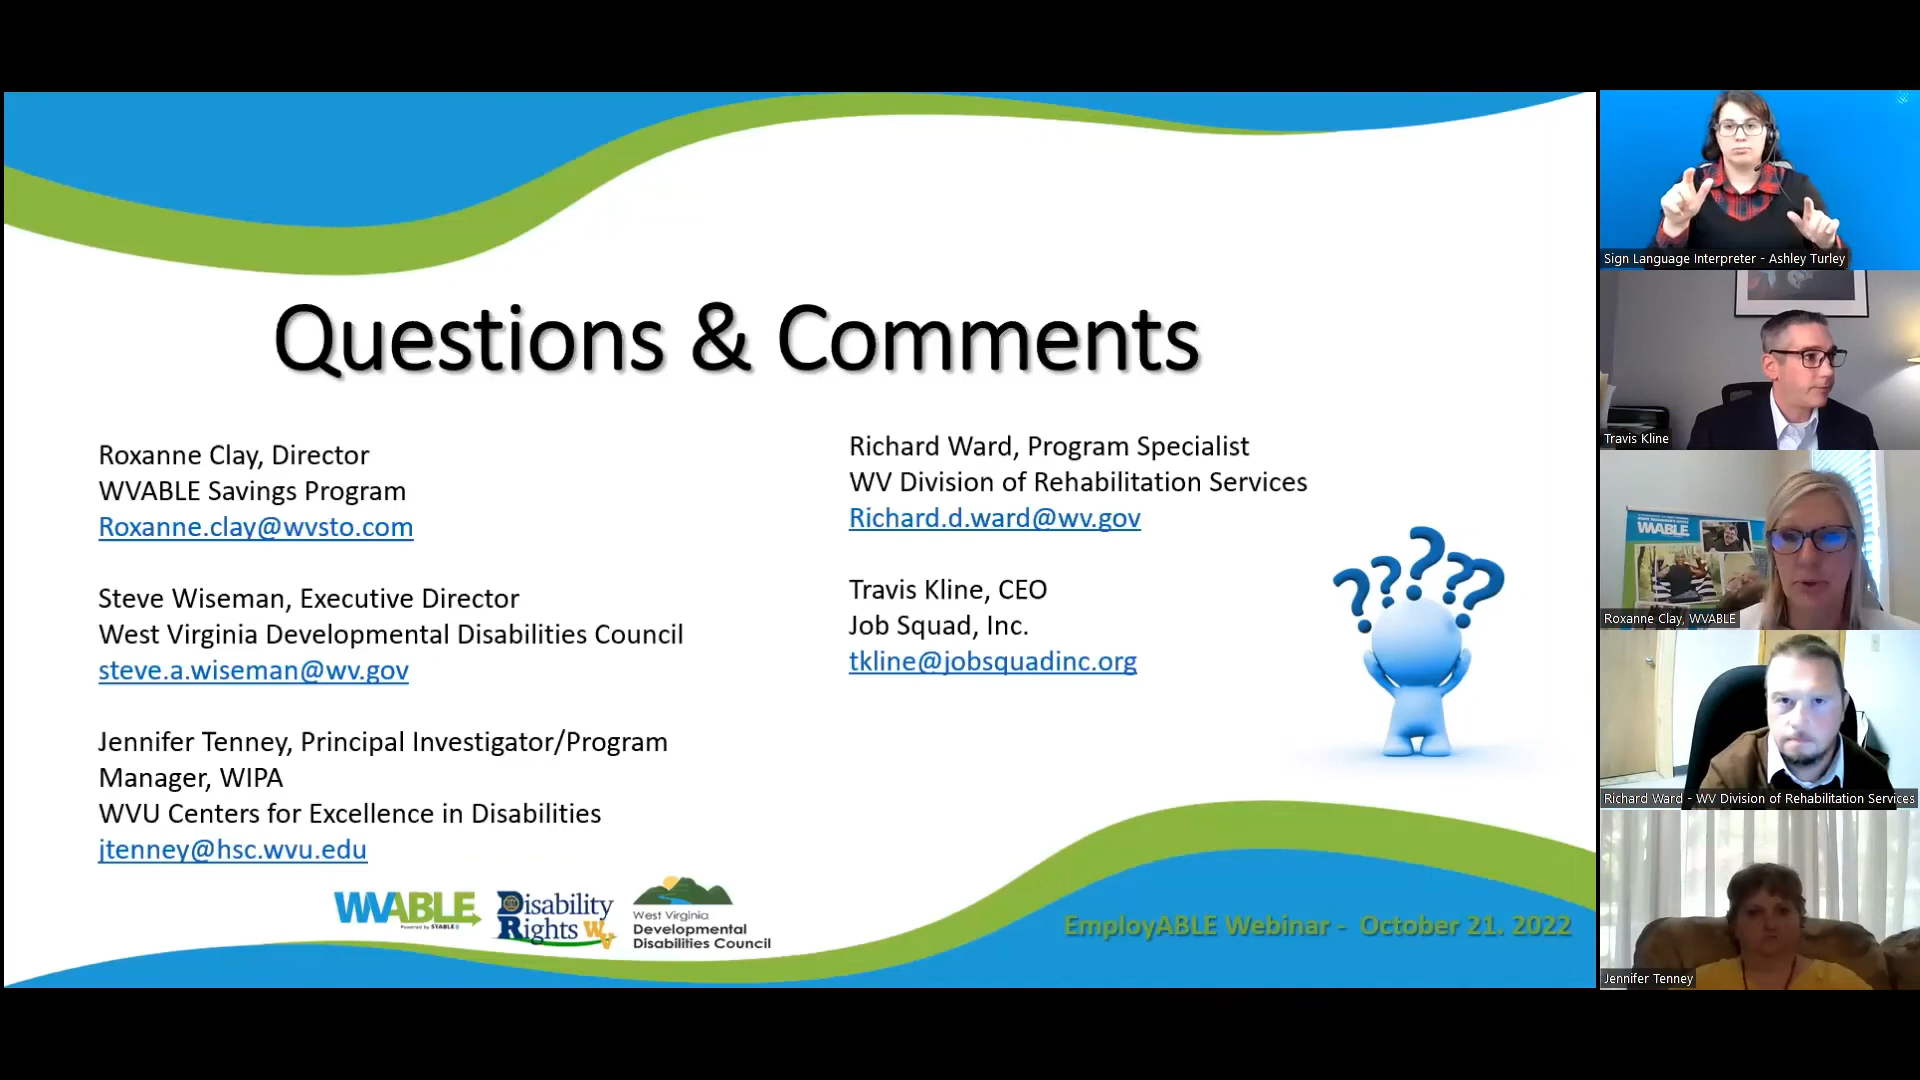 Questions & Comments
Roxanne Clay, Director
WVABLE Savings Program
Roxanne.clay@wvsto.com
Steve Wiseman, Executive Director
West Virginia Developmental Disabilities Council
steve.a.wiseman@wv.gov
Jennifer Tenney, Principal Investigator/Program
Manager, WIPA
WVU Centers for Excellence in Disabilities
jtenney@hsc.wvu.edu
Richard Ward, Program Specialist
WV Division of Rehabilitation Services
Richard.d.ward@wv.gov
Travis Kline, CEO
Job Squad, Inc.
tkline@jobsquadinc.org
?????
WVABLE
Powered by STABLE
Disability
Rights WV
West Virginia
Developmental
Disabilities Council
EmployABLE Webinar - October 21. 2022
Sign Language Interpreter - Ashley Turley
Travis Kline
WVABLE
Roxanne Clay, WVABLE
Richard Ward - WV Division of Rehabilitation Services
Jennifer Tenney